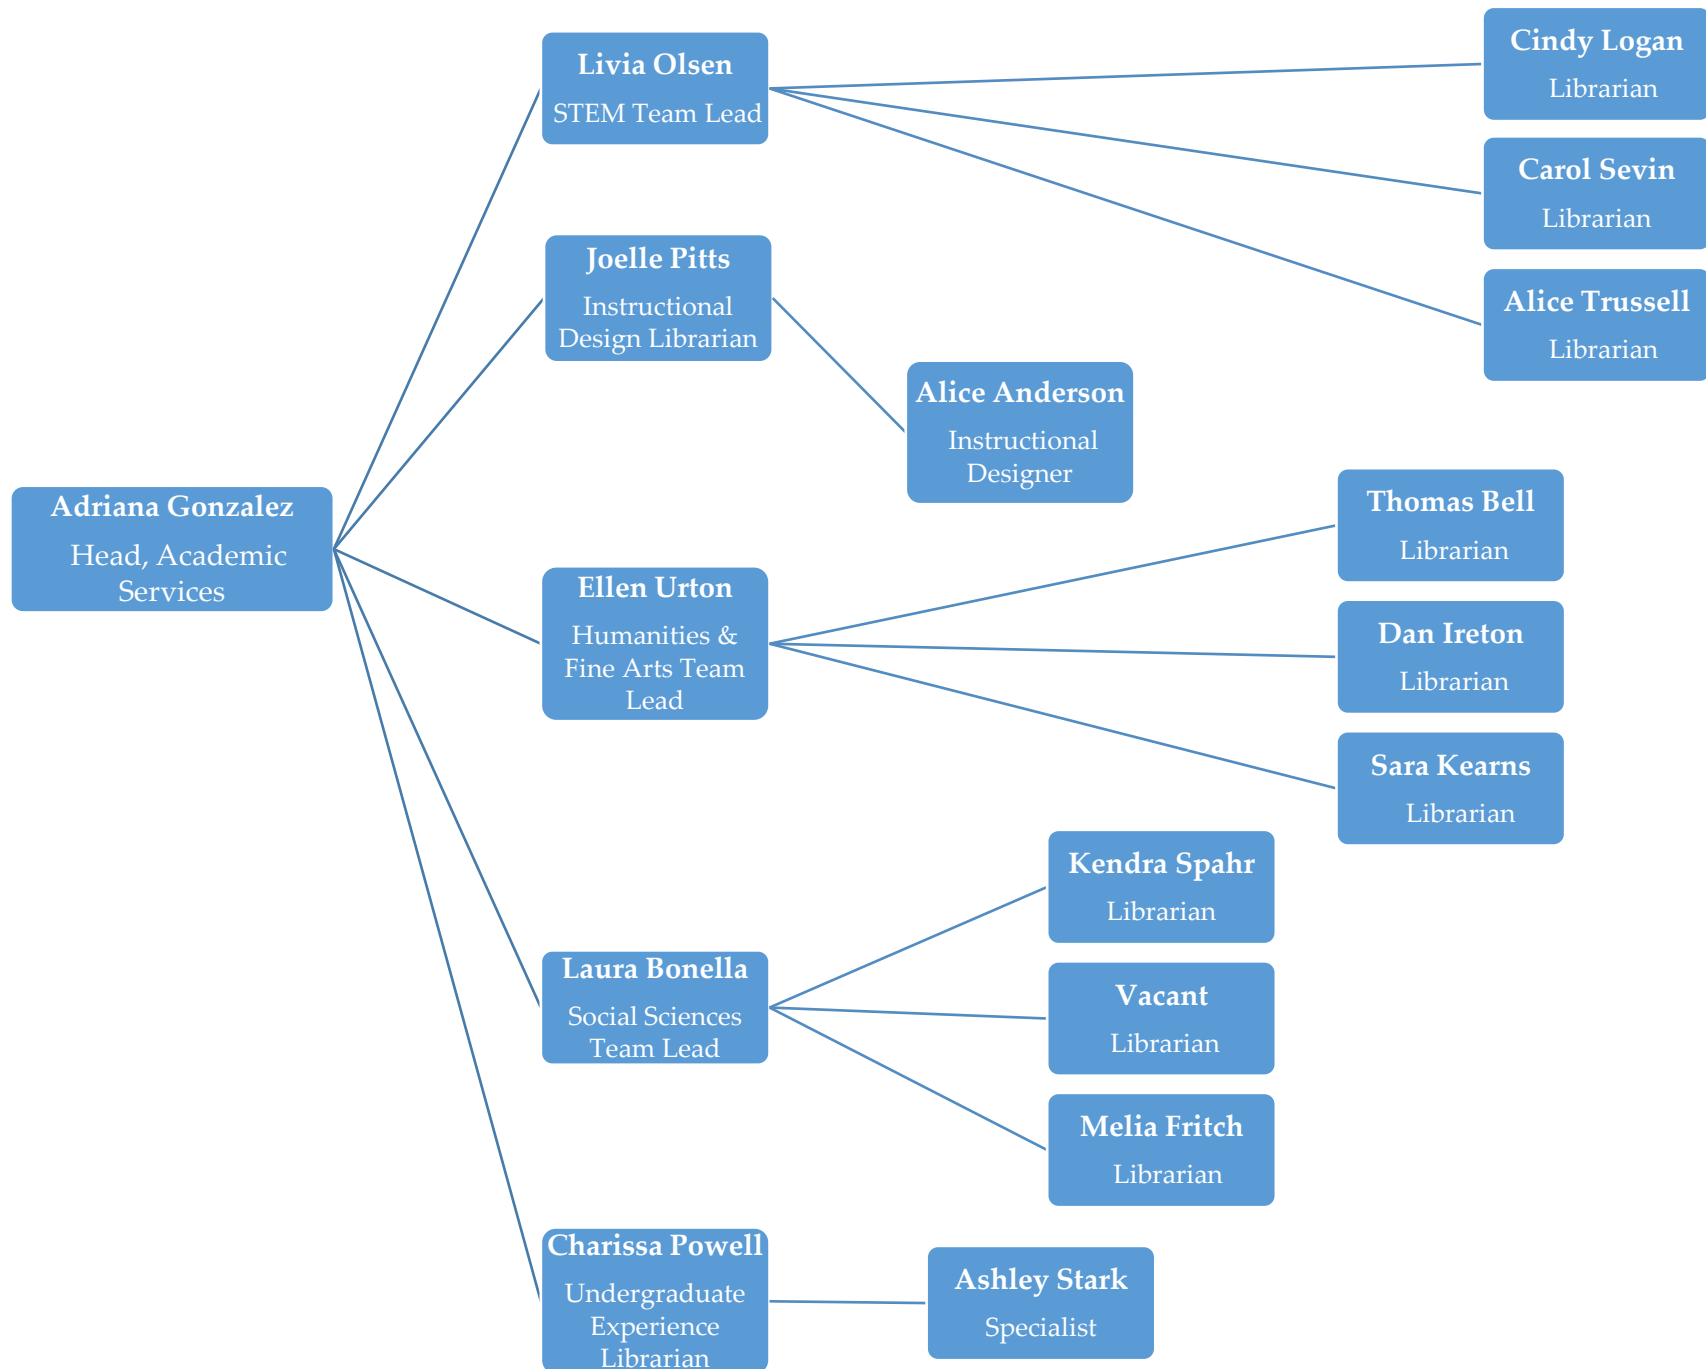 Adriana Gonzalez
Head, Academic
Services
Livia Olsen
STEM Team Lead
Cindy Logan
Librarian
Carol Sevin
Librarian
Alice Trussell
Librarian
Joelle Pitts
Instructional
Design Librarian
Alice Anderson
Instructional
Designer
Ellen Urton
Humanities &
Fine Arts Team
Lead
Thomas Bell
Librarian
Dan Ireton
Librarian
Sara Kearns
Librarian
Laura Bonella
Social Sciences
Team Lead
Kendra Spahr
Librarian
Vacant
Librarian
Melia Fritch
Librarian
Charissa Powell
Undergraduate
Experience
Librarian
Ashley Stark
Specialist